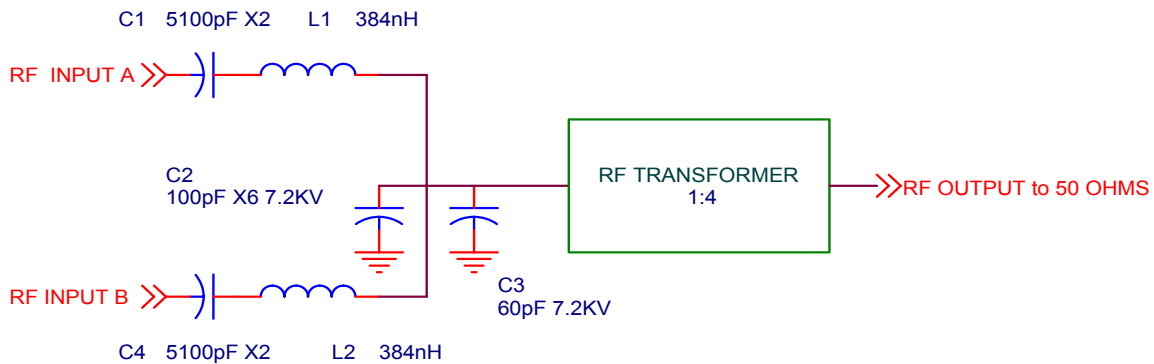 C1 5100pF X2 L1 384nH
RF INPUT A
C2
100pF X6 7.2KV
RF TRANSFORMER
1:4
RF OUTPUT to 50 OHMS
RF INPUT B
C3
60pF 7.2KV
C4 5100pF X2 L2 384nH